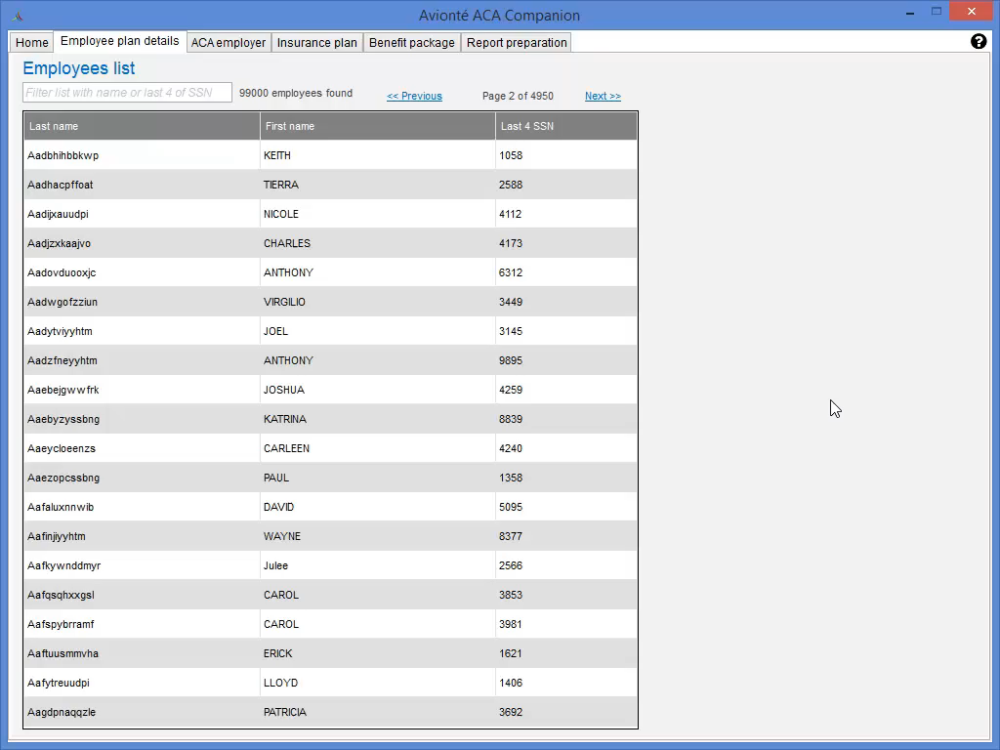 Avionté ACA Companion
Home Employee plan details ACA employer Insurance plan Benefit package Report preparation ?
Employees list
Filter list with name or last 4 of SSN 99000 employees found << Previous Page 2 of 4950 Next >>
Last name First name Last 4 SSN
Aadbhihbbkwp KEITH 1058
Aadhacpffoat TIERRA 2588
Aadijxauudpi NICOLE 4112
Aadjzxkaajvo CHARLES 4173
Aadovduooxjc ANTHONY 6312
Aadwgofzziun VIRGILIO 3449
Aadytviyyhtm JOEL 3145
Aadzfneyyhtm ANTHONY 9895
Aaebejgwwfrk JOSHUA 4259
Aaebyzyssbng KATRINA 8839
Aaeycloeenzs CARLEEN 4240
Aaezopcssbng PAUL 1358
Aafaluxnnwib DAVID 5095
Aafinjiyyhtm WAYNE 8377
Aafkywnddmyr Julee 2566
Aafqsqhxxgsl CAROL 3853
Aafspybrramf CAROL 3981
Aaftuusmmvha ERICK 1621
Aafytreuudpi LLOYD 1406
Aagdpnaqqzle PATRICIA 3692